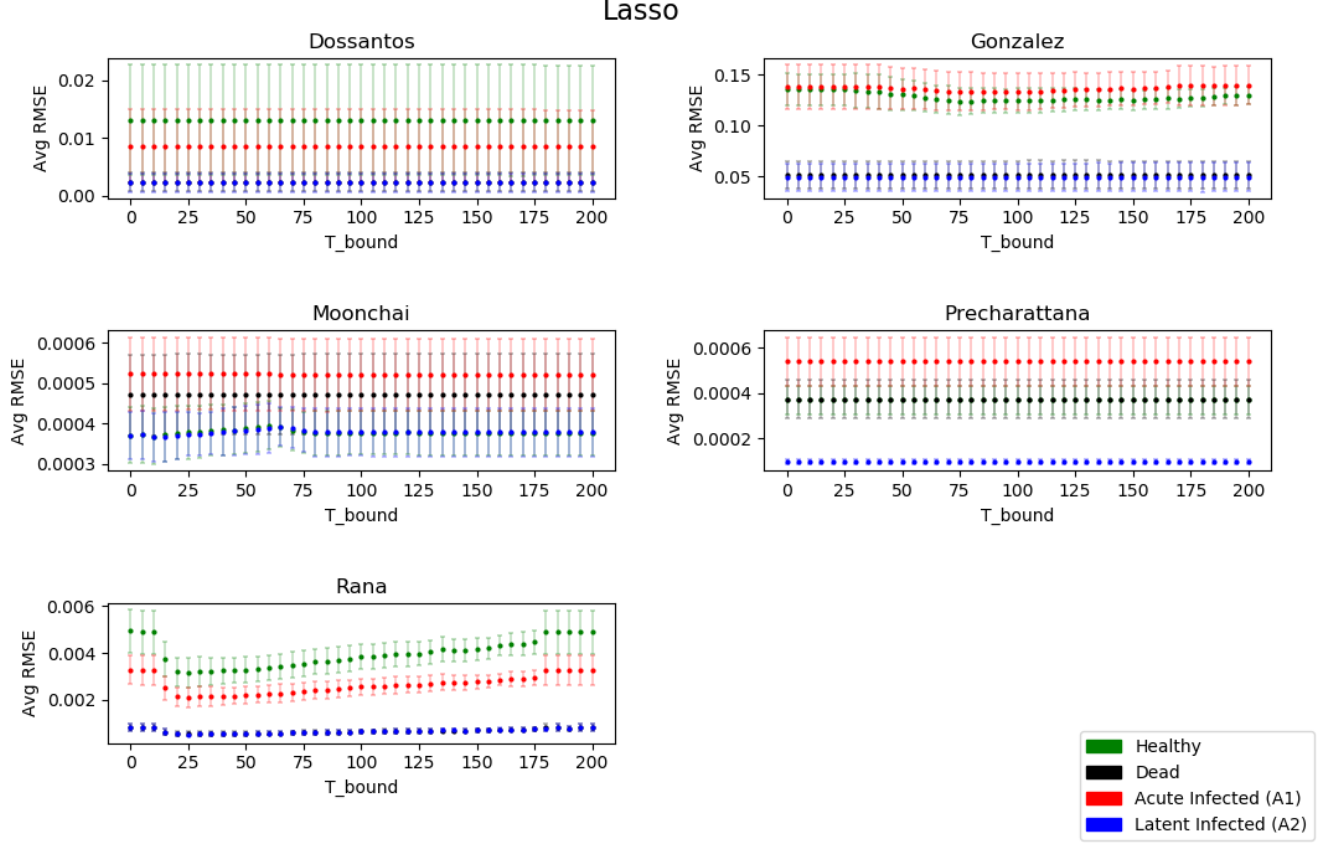 Lasso
Dossantos
Avg RMSE
0.02
0.01
0.00
0 25 50 75 100 125 150 175 200
T_bound
Gonzalez
Avg RMSE
0.15
0.10
0.05
0 25 50 75 100 125 150 175 200
T_bound
Moonchai
Avg RMSE
0.0006
0.0005
0.0004
0.0003
0 25 50 75 100 125 150 175 200
T_bound
Precharattana
Avg RMSE
0.0006
0.0004
0.0002
0 25 50 75 100 125 150 175 200
T_bound
Rana
Avg RMSE
0.006
0.004
0.002
0 25 50 75 100 125 150 175 200
T_bound
Healthy
Dead
Acute Infected (A1)
Latent Infected (A2)